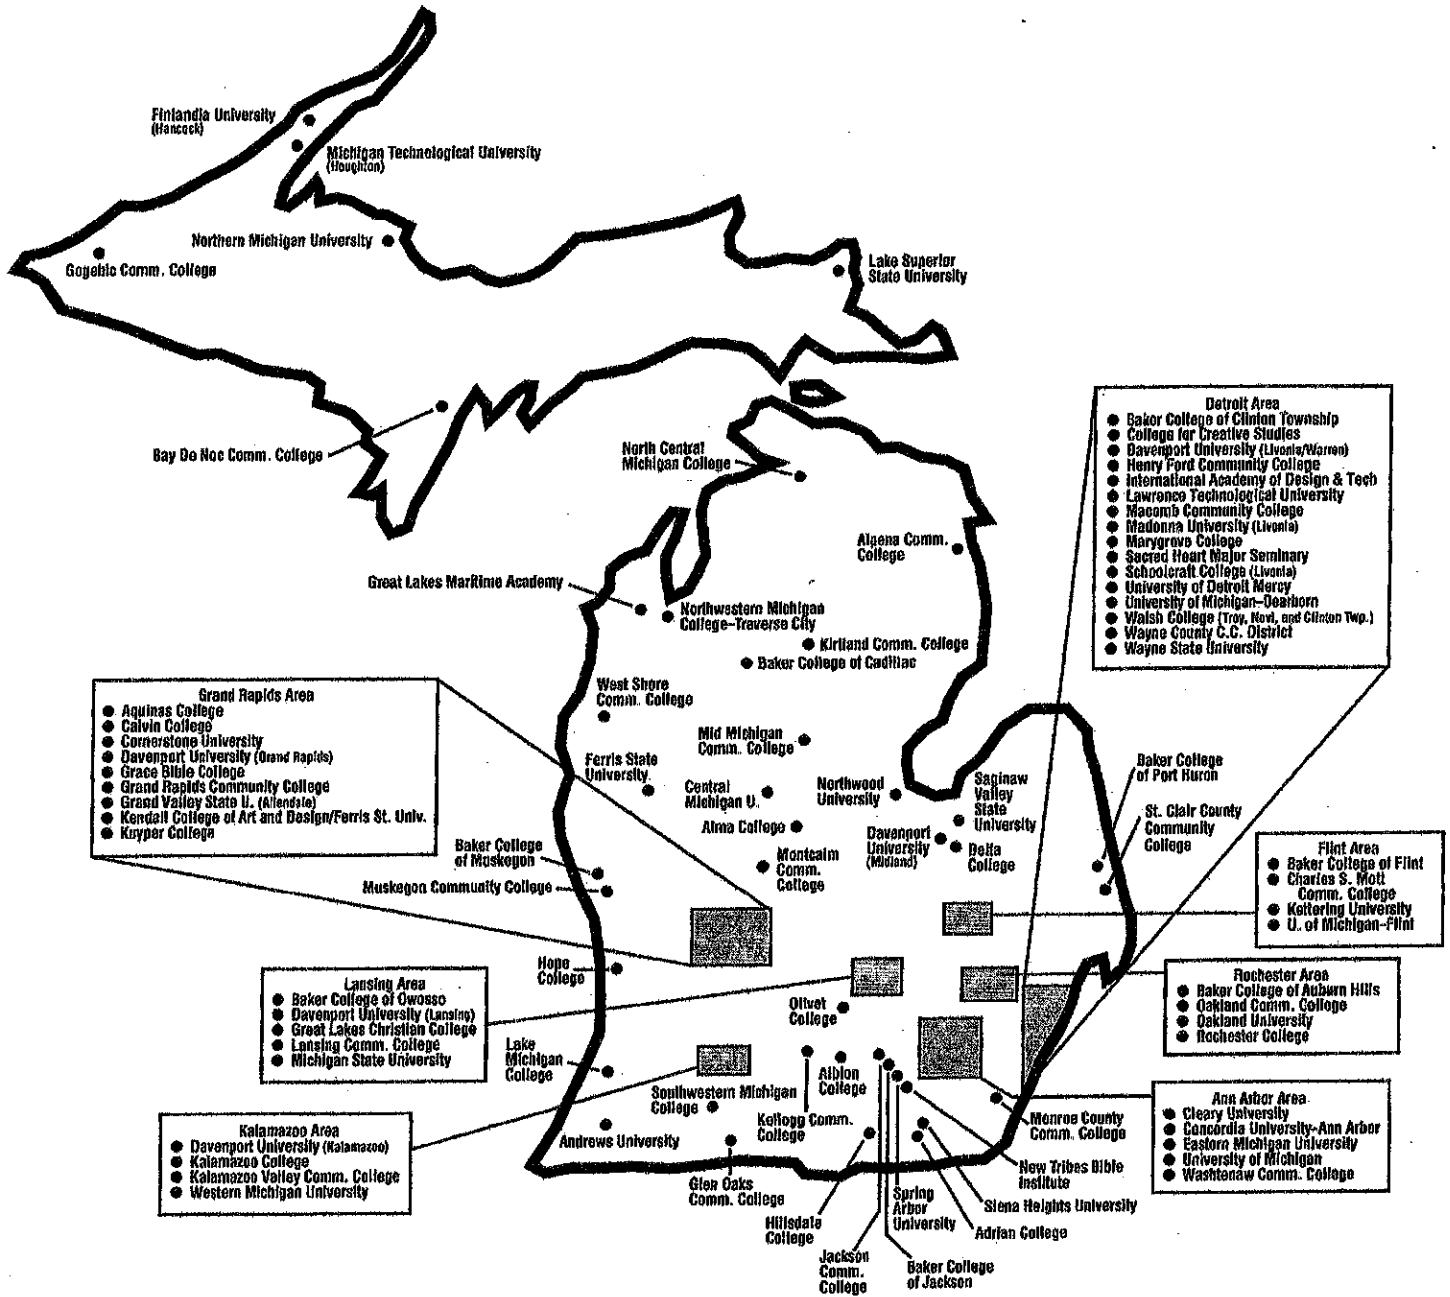 Finlandia University
(Hancock)
Michigan Technological University
(Houghton)
Northern Michigan University
Gogebic Comm. College
Lake Superior
State University
Bay De Noc Comm. College
North Central
Michigan College
Alpena Comm.
College
Great Lakes Maritime Academy
Northwestern Michigan
College-Traverse City
Kirtland Comm. College
Baker College of Cadillac
West Shore
Comm. College
Mid Michigan
Comm. College
Ferris State
University
Central
Michigan U.
Northwood
University
Saginaw
Valley
State
University
Alma College
Davenport
University
(Midland)
Delta
College
Montcalm
Comm.
College
Baker College
of Port Huron
St. Clair County
Community
College
Baker College
of Muskegon
Muskegon Community College
Hope
College
Olivet
College
Lake
Michigan
College
Albion
College
Southwestern Michigan
College
Kellogg Comm.
College
Andrews University
Glen Oaks
Comm. College
Monroe County
Comm. College
New Tribes Bible
Institute
Siena Heights University
Adrian College
Spring
Arbor
University
Hillsdale
College
Jackson
Comm.
College
Baker College
of Jackson
Detroit Area
Baker College of Clinton Township
College for Creative Studies
Davenport University (Livonia/Warren)
Henry Ford Community College
International Academy of Design & Tech
Lawrence Technological University
Macomb Community College
Madonna University (Livonia)
Marygrove College
Sacred Heart Major Seminary
Schoolcraft College (Livonia)
University of Detroit Mercy
University of Michigan-Dearborn
Walsh College (Troy, Novi, and Clinton Twp.)
Wayne County C.C. District
Wayne State University
Grand Rapids Area
Aquinas College
Calvin College
Cornerstone University
Davenport University (Grand Rapids)
Grace Bible College
Grand Rapids Community College
Grand Valley State U. (Allendale)
Kendall College of Art and Design/Ferris St. Univ.
Kuyper College
Flint Area
Baker College of Flint
Charles S. Mott
Comm. College
Kettering University
U. of Michigan-Flint
Lansing Area
Baker College of Owosso
Davenport University (Lansing)
Great Lakes Christian College
Lansing Comm. College
Michigan State University
Rochester Area
Baker College of Auburn Hills
Oakland Comm. College
Oakland University
Rochester College
Kalamazoo Area
Davenport University (Kalamazoo)
Kalamazoo College
Kalamazoo Valley Comm. College
Western Michigan University
Ann Arbor Area
Cleary University
Concordia University-Ann Arbor
Eastern Michigan University
University of Michigan
Washtenaw Comm. College